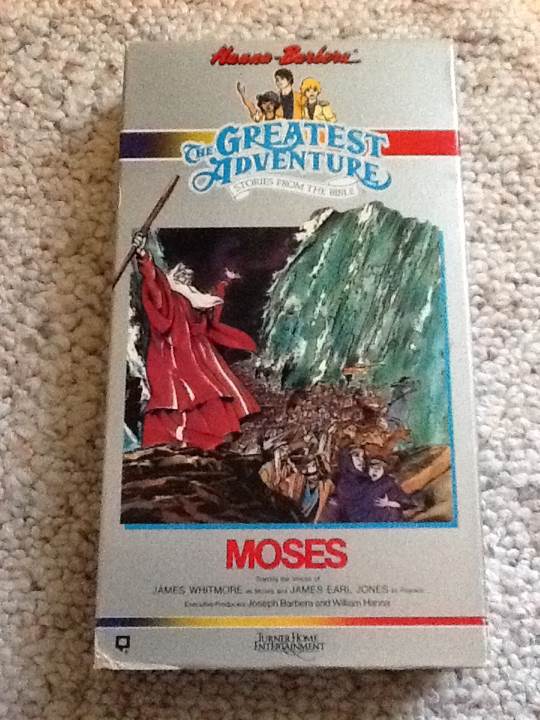 Hanna-Barbera
THE GREATEST
ADVENTURE
STORIES FROM THE BIBLE
MOSES
Starring the voices of
JAMES WHITMORE as Moses and JAMES EARL JONES as Pharaoh
Executive Producers Joseph Barbera and William Hanna
TURNER HOME
ENTERTAINMENT